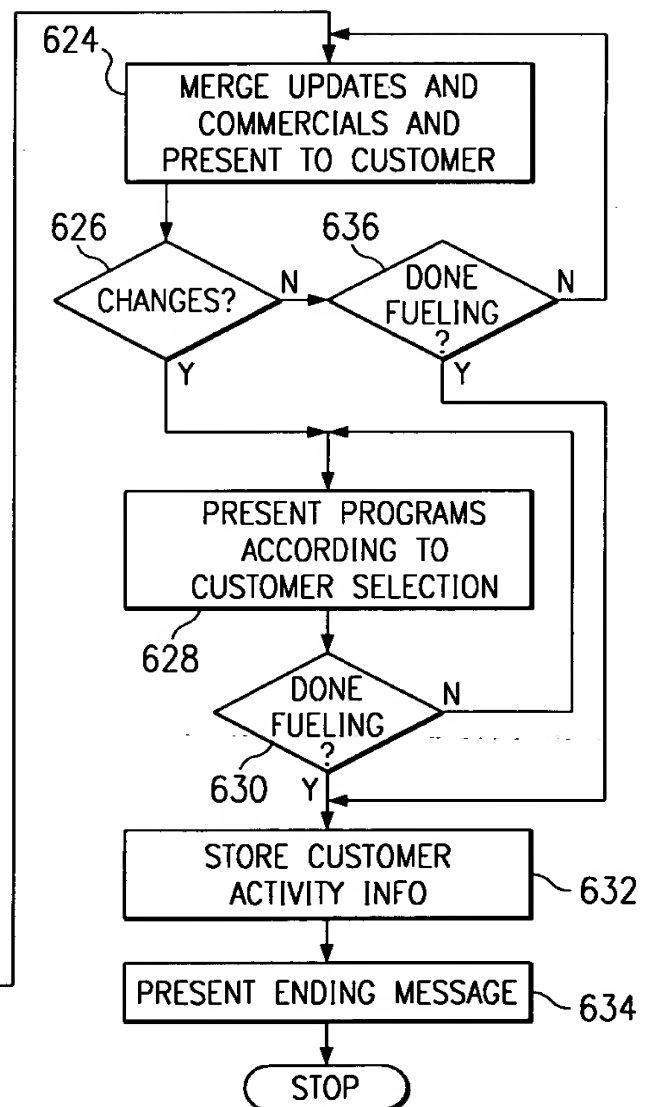 624
MERGE UPDATES AND
COMMERCIALS AND
PRESENT TO CUSTOMER
626
636
CHANGES?
N
DONE
FUELING
?
N
Y
Y
PRESENT PROGRAMS
ACCORDING TO
CUSTOMER SELECTION
628
DONE
FUELING
?
N
630
Y
STORE CUSTOMER
ACTIVITY INFO
632
PRESENT ENDING MESSAGE
634
STOP